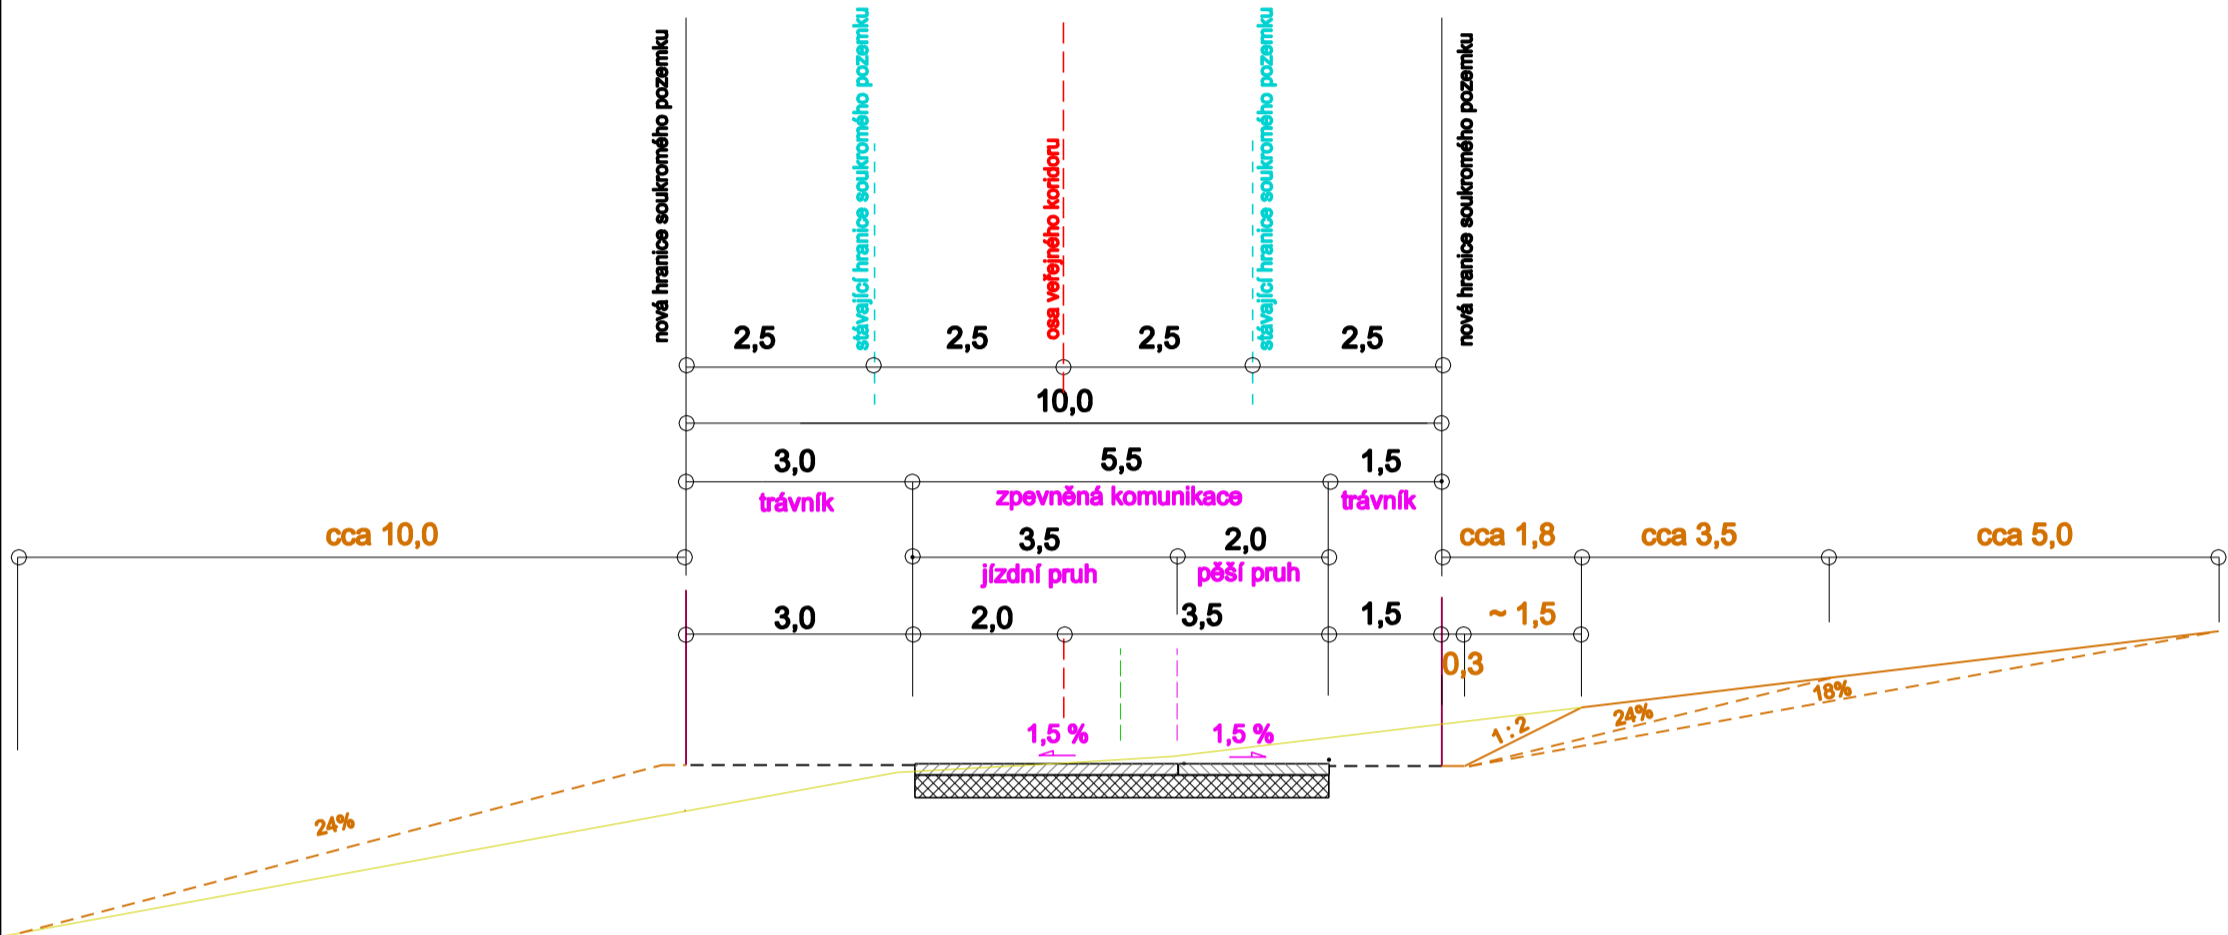 nová hranice soukromého pozemku
stávající hranice soukromého pozemku
osa veřejného koridoru
stávající hranice soukromého pozemku
nová hranice soukromého pozemku
2,5
2,5
2,5
2,5
10,0
3,0
5,5
1,5
trávník
zpevněná komunikace
trávník
cca 10,0
3,5
2,0
cca 1,8
cca 3,5
cca 5,0
jízdní pruh
pěší pruh
3,0
2,0
3,5
1,5
~ 1,5
0,3
1,5 %
1,5 %
1:2
24%
18%
24%